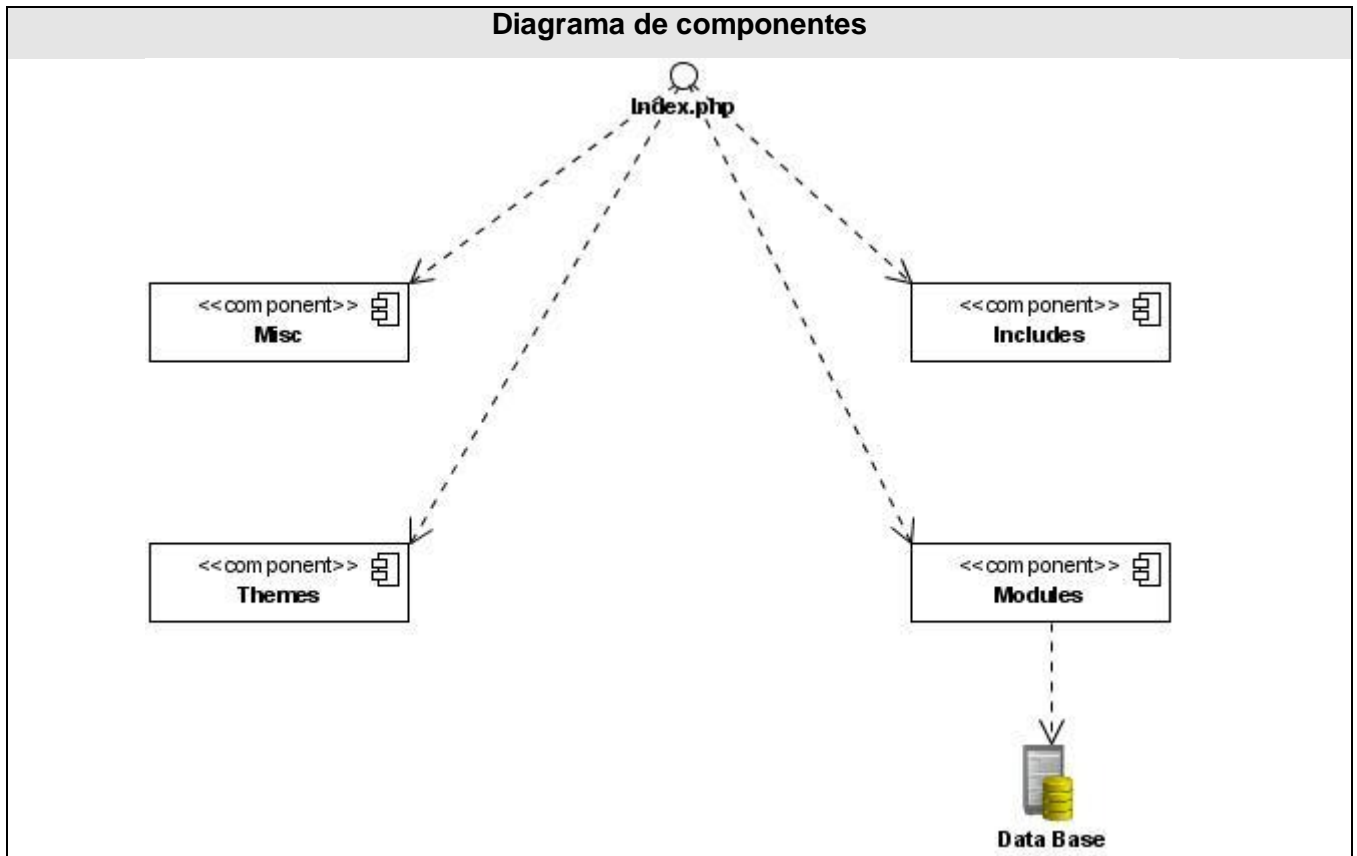 Diagrama de componentes
Index.php
<<component>>
Misc
<<component>>
Includes
<<component>>
Themes
<<component>>
Modules
Data Base